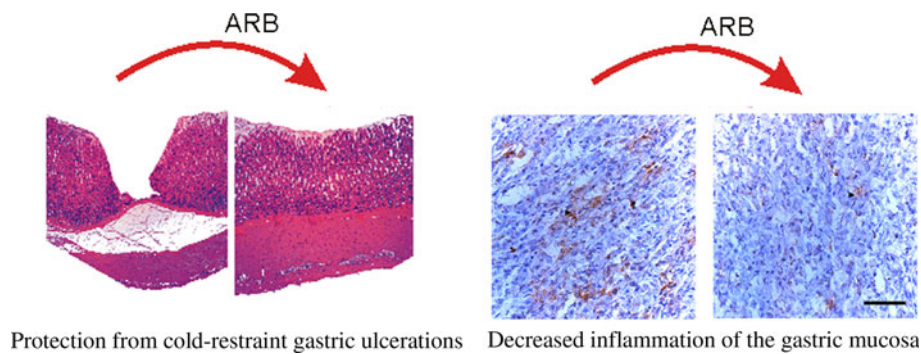 ARB
ARB
Protection from cold-restraint gastric ulcerations
Decreased inflammation of the gastric mucosa